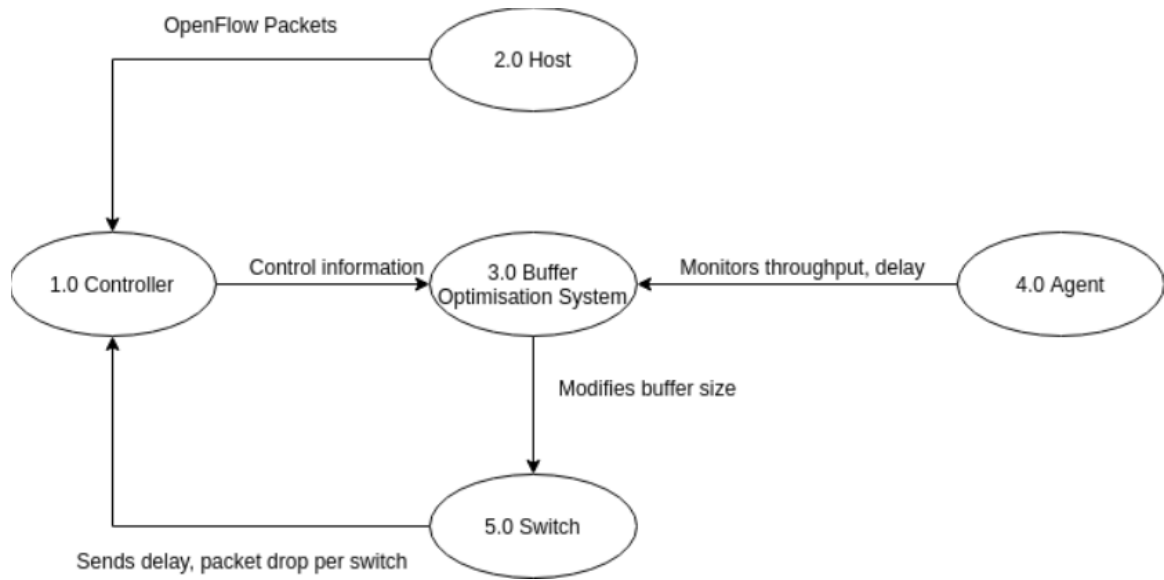 OpenFlow Packets
2.0 Host
1.0 Controller
Control information
3.0 Buffer
Optimisation System
Monitors throughput, delay
4.0 Agent
Modifies buffer size
5.0 Switch
Sends delay, packet drop per switch